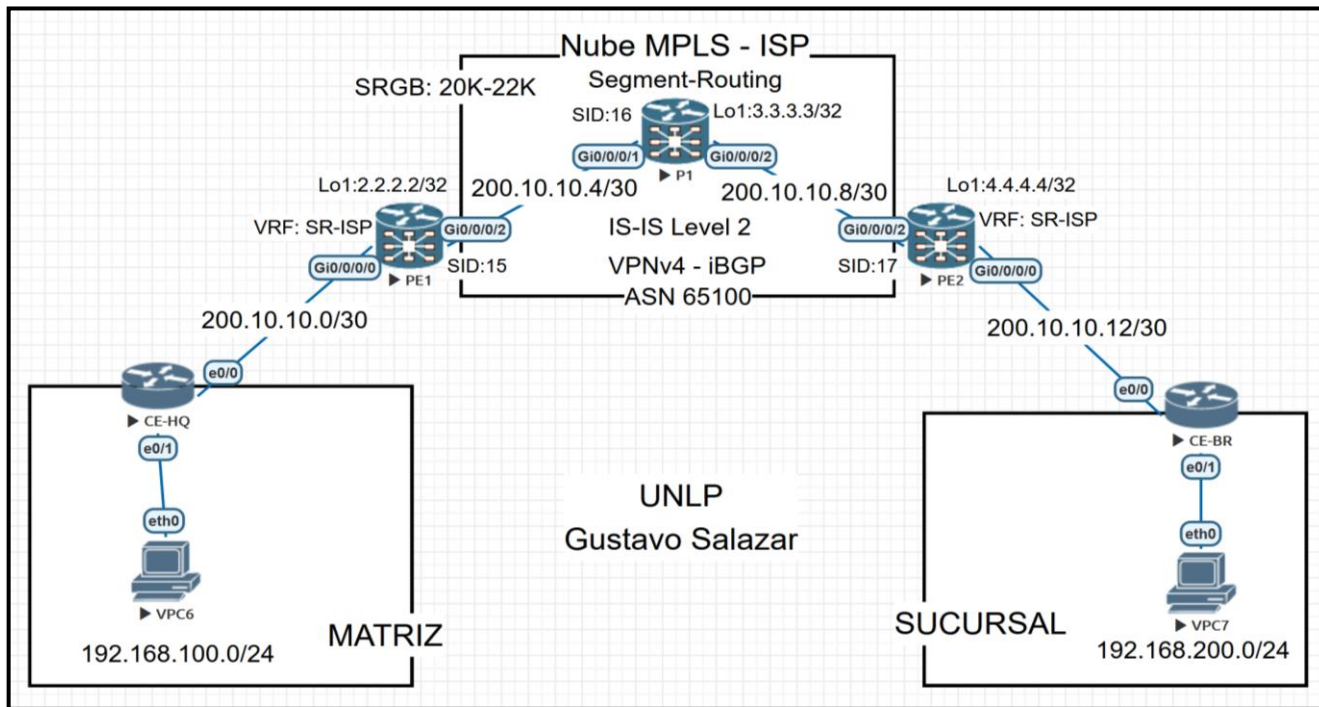 Nube MPLS - ISP
SRGB: 20K-22K
Segment-Routing
SID:16
Lo1:3.3.3.3/32
Gi0/0/0/1
Gi0/0/0/2
P1
Lo1:2.2.2.2/32
200.10.10.4/30
200.10.10.8/30
Lo1:4.4.4.4/32
VRF: SR-ISP
Gi0/0/0/2
IS-IS Level 2
Gi0/0/0/2
VRF: SR-ISP
Gi0/0/0/0
PE1
SID:15
VPNv4 - iBGP
SID:17
PE2
Gi0/0/0/0
ASN 65100
200.10.10.0/30
200.10.10.12/30
e0/0
e0/0
CE-HQ
CE-BR
e0/1
e0/1
UNLP
Gustavo Salazar
eth0
eth0
VPC6
VPC7
MATRIZ
SUCURSAL
192.168.100.0/24
192.168.200.0/24